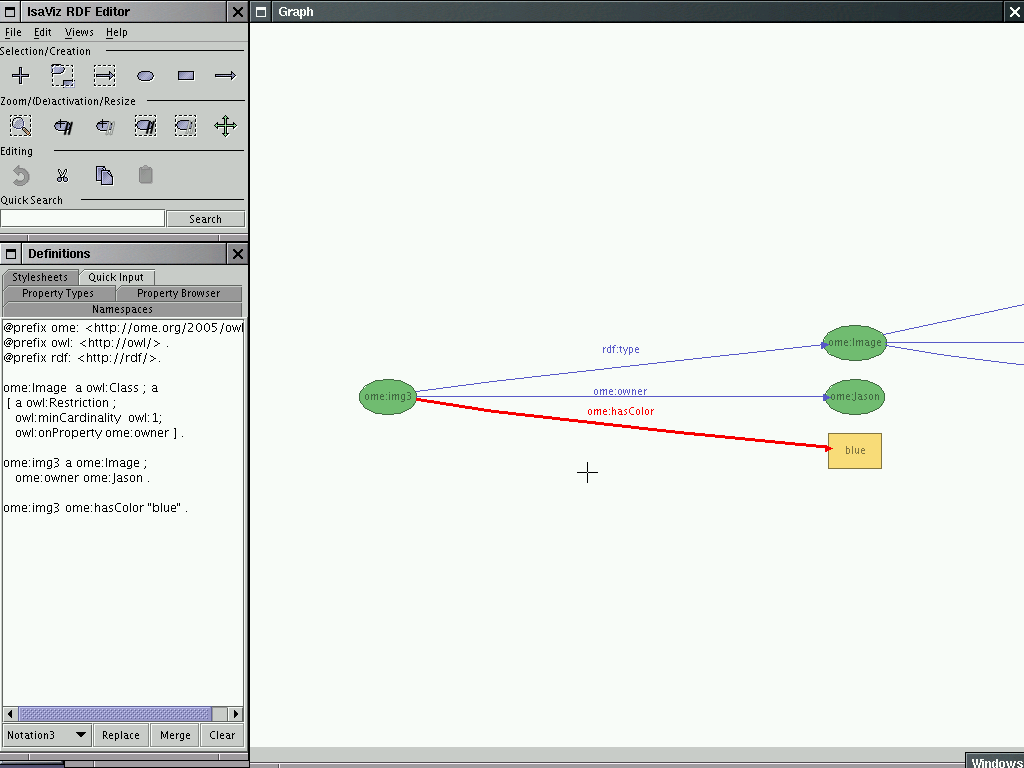 IsaViz RDF Editor
File Edit Views Help
Selection/Creation
Zoom/(De)activation/Resize
Editing
Quick Search
Search
Definitions
Stylesheets Quick Input
Property Types Property Browser
Namespaces
@prefix ome: <http://ome.org/2005/owl
@prefix owl: <http://owl/> .
@prefix rdf: <http://rdf/>.
ome:Image a owl:Class ; a
[ a owl:Restriction ;
owl:minCardinality owl:1;
owl:onProperty ome:owner ] .
ome:img3 a ome:Image ;
ome:owner ome:Jason .
ome:img3 ome:hasColor "blue" .
Notation3 Replace Merge Clear
Graph
rdf:type
ome:Image
ome:img3
ome:owner
ome:Jason
ome:hasColor
blue
Windows